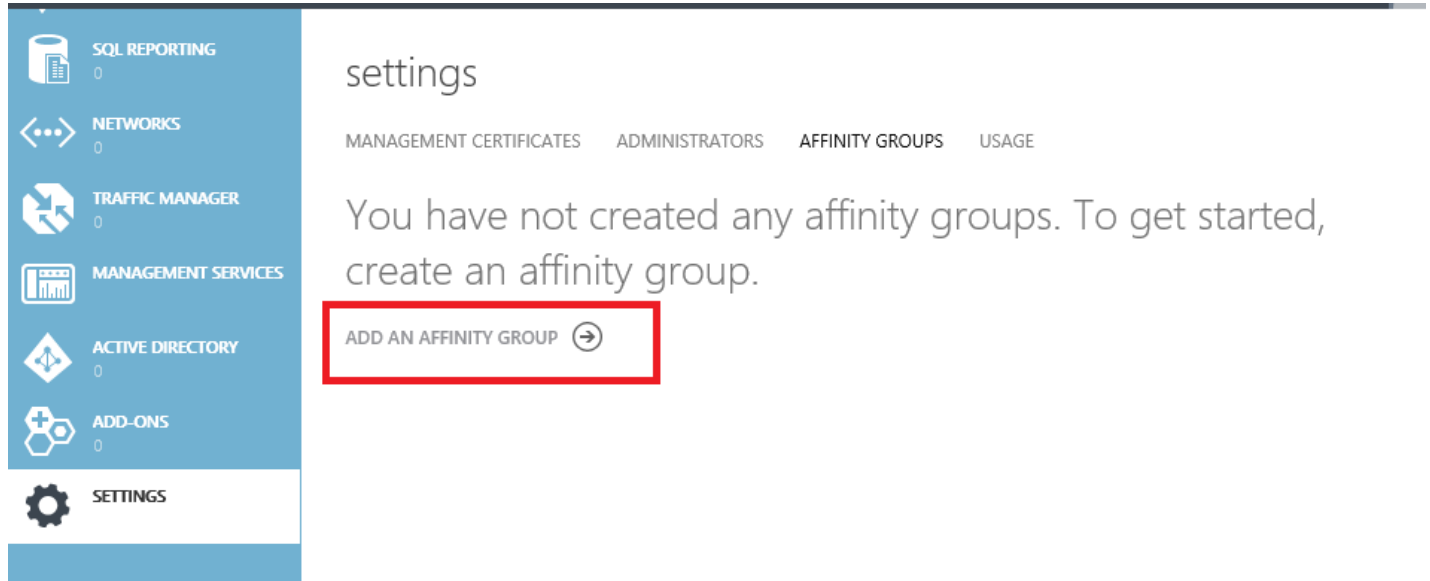 SQL REPORTING
0
NETWORKS
0
TRAFFIC MANAGER
0
MANAGEMENT SERVICES
ACTIVE DIRECTORY
0
ADD-ONS
0
SETTINGS
settings
MANAGEMENT CERTIFICATES ADMINISTRATORS AFFINITY GROUPS USAGE
You have not created any affinity groups. To get started,
create an affinity group.
ADD AN AFFINITY GROUP